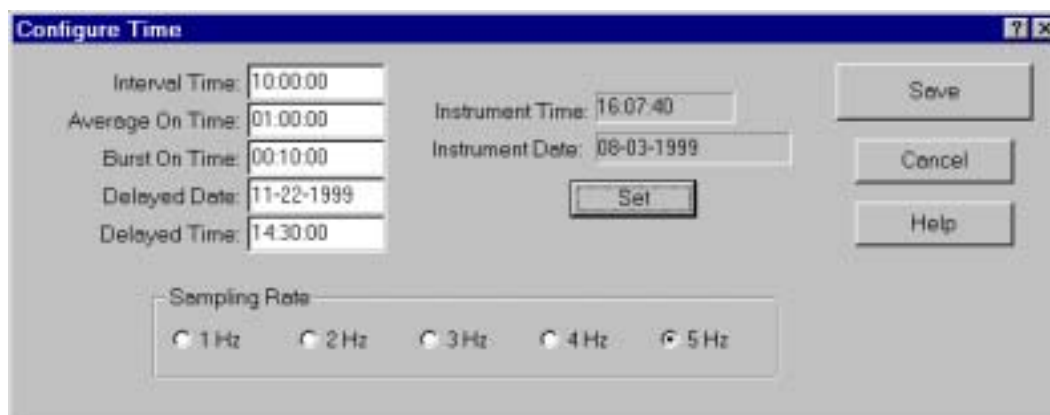 Configure Time
Interval Time: 10:00:00
Average On Time: 01:00:00
Burst On Time: 00:10:00
Delayed Date: 11-22-1999
Delayed Time: 14:30:00
Instrument Time: 16:07:40
Instrument Date: 08-03-1999
Set
Save
Cancel
Help
Sampling Rate
1 Hz 2 Hz 3 Hz 4 Hz 5 Hz